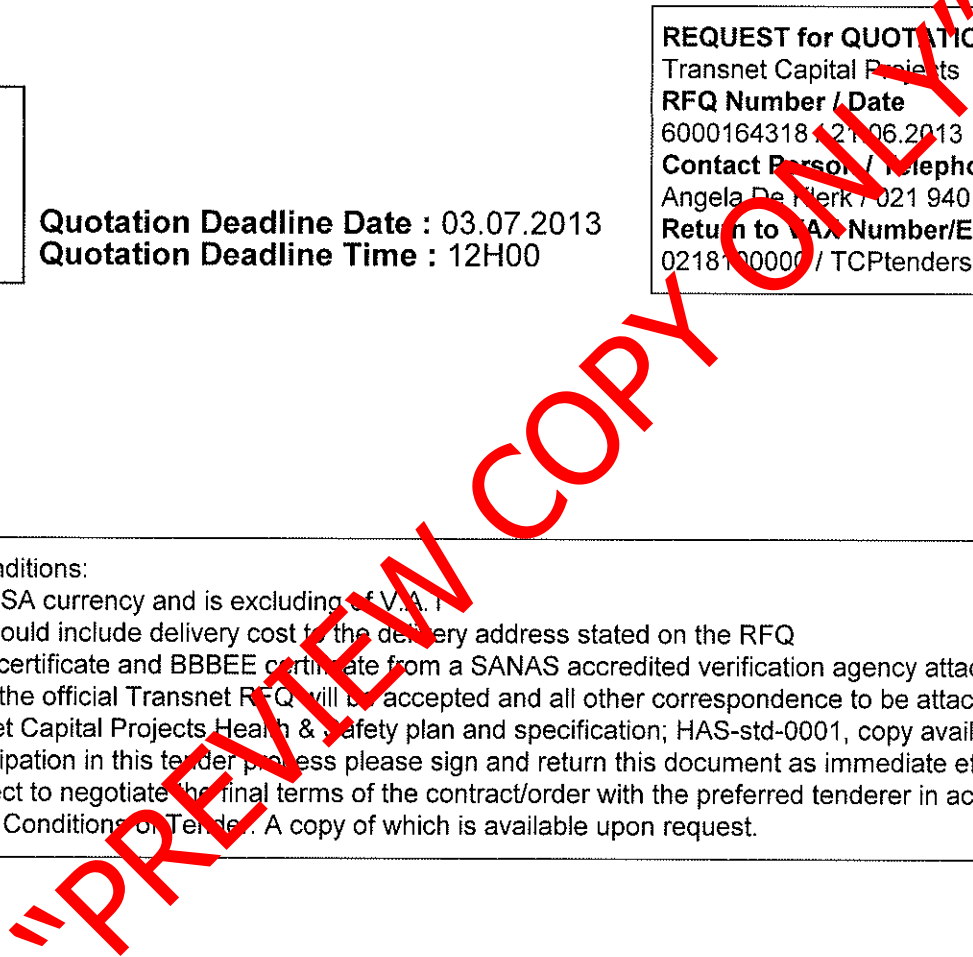 REQUEST for QUOTATIO
Transnet Capital Projects
RFQ Number / Date
6000164318 / 21.06.2013
Contact Person / Telepho
Angela De Klerk / 021 940
Return to FAX Number/E
0218100000 / TCPtenders
Quotation Deadline Date : 03.07.2013
Quotation Deadline Time : 12H00
nditions:
SA currency and is excluding of V.A.T
ould include delivery cost to the delivery address stated on the RFQ
certificate and BBBEE certificate from a SANAS accredited verification agency attac
the official Transnet RFQ will be accepted and all other correspondence to be attac
et Capital Projects Health & Safety plan and specification; HAS-std-0001, copy avail
ipation in this tender process please sign and return this document as immediate
ect to negotiate the final terms of the contract/order with the preferred tenderer in ac
Conditions of Tender. A copy of which is available upon request.
“PREVIEW COPY ONLY”